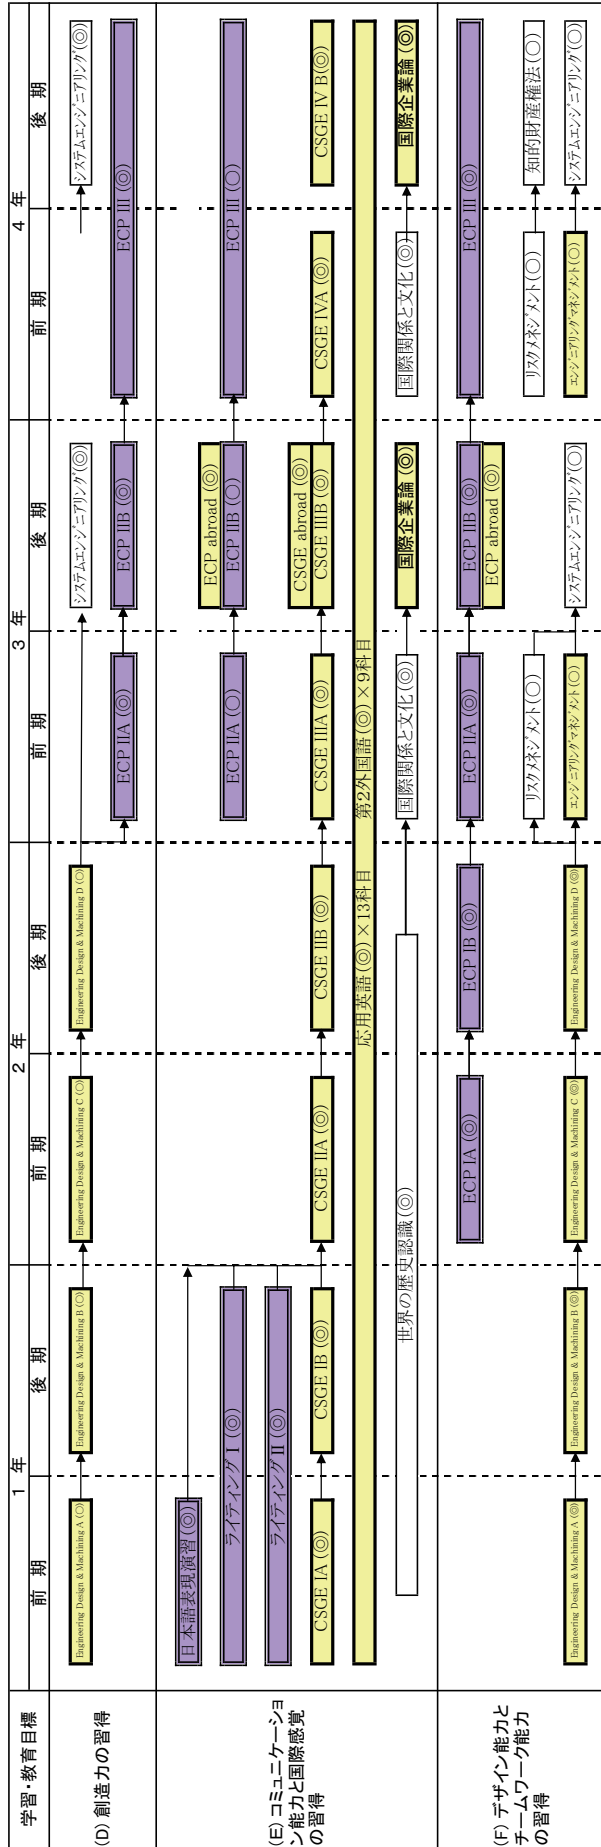 学習・教育目標
1 年
2 年
3 年
4 年
前 期
後 期
前 期
後 期
前 期
後 期
前 期
後 期
(D) 創造力の習得
Engineering Design & Machining A (○)
Engineering Design & Machining B (○)
Engineering Design & Machining C (○)
Engineering Design & Machining D (○)
システムエンジニアリング(◎)
システムエンジニアリング(◎)
ECP IIA (◎)
ECP IIB (◎)
ECP III (◎)
(E) コミュニケーショ
ン能力と国際感覚
の習得
日本語表現演習(◎)
ECP abroad (◎)
ライティング I (◎)
ECP IIA (○)
ECP IIB (○)
ECP III (○)
ライティング II (◎)
CSGE abroad (◎)
CSGE IA (◎)
CSGE IB (◎)
CSGE IIA (◎)
CSGE IIB (◎)
CSGE IIIA (◎)
CSGE IIIB (◎)
CSGE IVA (◎)
CSGE IV B(◎)
応用英語(◎)×13科目 第2外国語(◎)×9科目
世界の歴史認識(◎)
国際関係と文化(◎)
国際企業論(◎)
国際関係と文化(◎)
国際企業論(◎)
(F) デザイン能力と
チームワーク能力
の習得
ECP IA (◎)
ECP IB (◎)
ECP IIA (◎)
ECP IIB (◎)
ECP III (◎)
ECP abroad (◎)
リスクメネジメント(○)
リスクメネジメント(○)
知的財産権法(○)
Engineering Design & Machining A (◎)
Engineering Design & Machining B (◎)
Engineering Design & Machining C (◎)
Engineering Design & Machining D (◎)
エンジニアリングマネジメント(○)
システムエンジニアリング(○)
エンジニアリングマネジメント(○)
システムエンジニアリング(○)